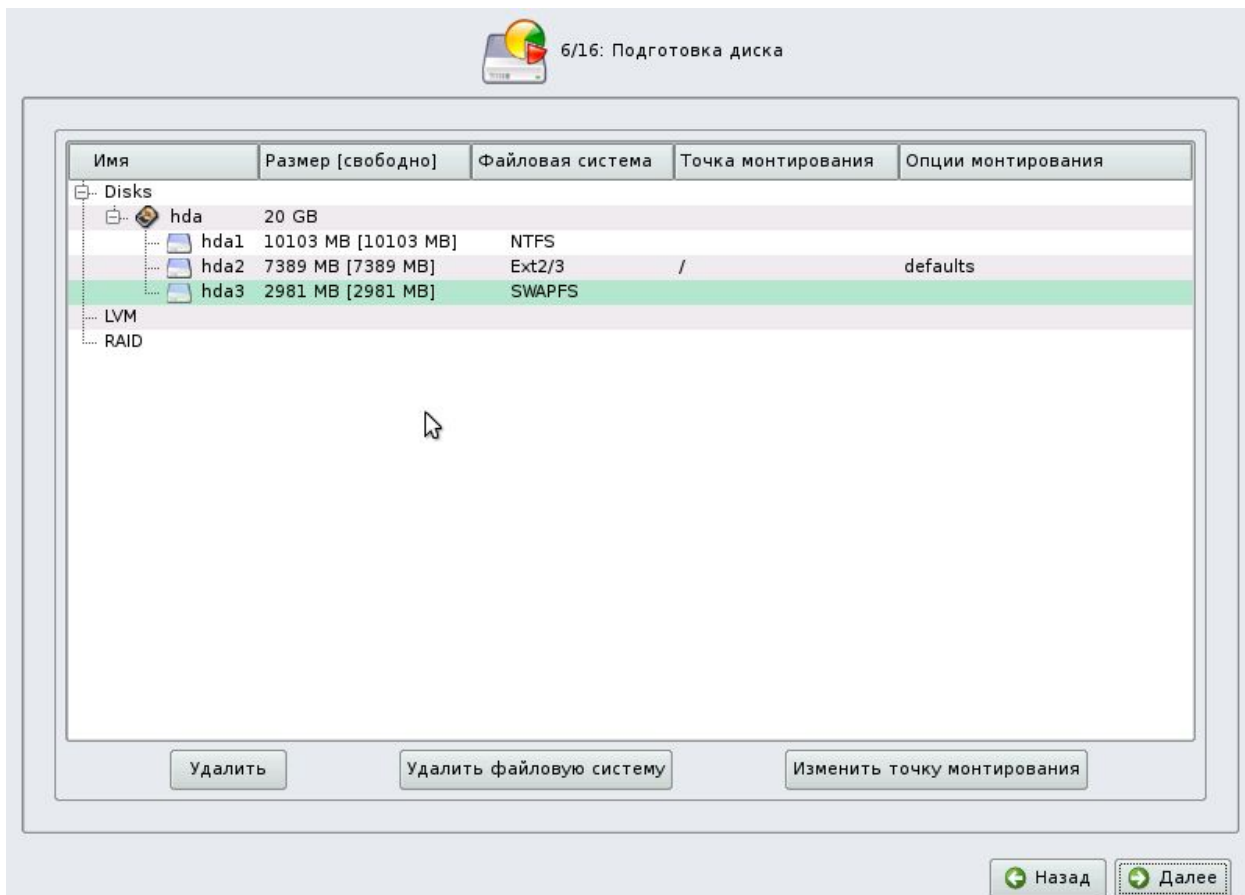 6/16: Подготовка диска
Имя Размер [свободно] Файловая система Точка монтирования Опции монтирования
Disks
hda 20 GB
hda1 10103 MB [10103 MB] NTFS
hda2 7389 MB [7389 MB] Ext2/3 / defaults
hda3 2981 MB [2981 MB] SWAPFS
LVM
RAID
Удалить Удалить файловую систему Изменить точку монтирования
Назад Далее